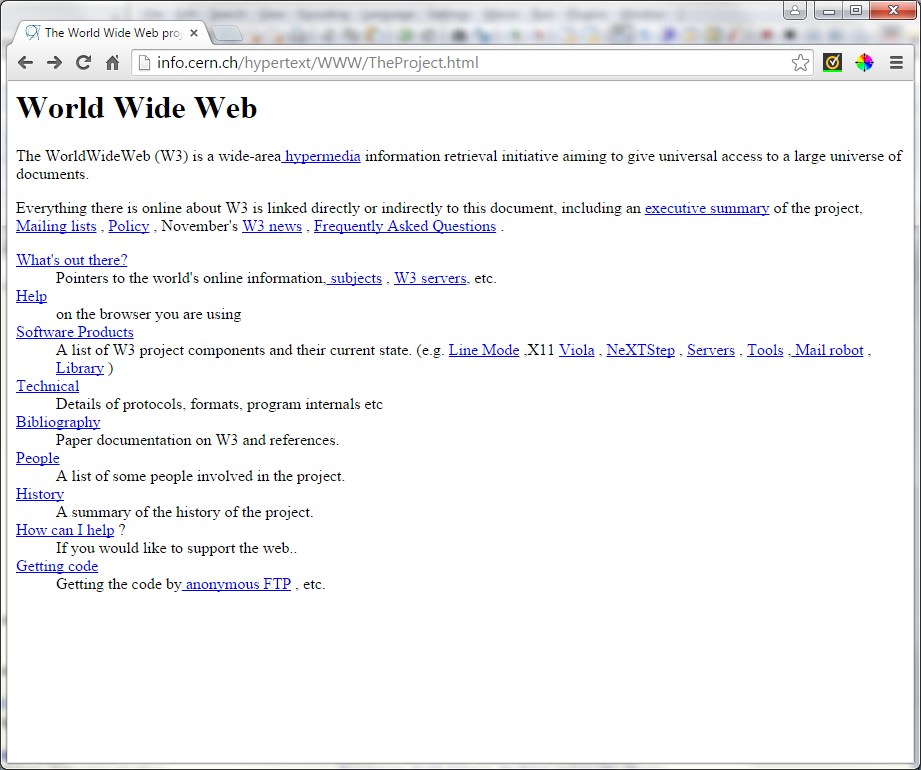 The World Wide Web proj
info.cern.ch/hypertext/WWW/TheProject.html
World Wide Web
The WorldWideWeb (W3) is a wide-area hypermedia information retrieval initiative aiming to give universal access to a large universe of
documents.
Everything there is online about W3 is linked directly or indirectly to this document, including an executive summary of the project,
Mailing lists , Policy , November's W3 news , Frequently Asked Questions .
What's out there?
Pointers to the world's online information, subjects , W3 servers, etc.
Help
on the browser you are using
Software Products
A list of W3 project components and their current state. (e.g. Line Mode ,X11 Viola , NeXTStep , Servers , Tools , Mail robot ,
Library )
Technical
Details of protocols, formats, program internals etc
Bibliography
Paper documentation on W3 and references.
People
A list of some people involved in the project.
History
A summary of the history of the project.
How can I help ?
If you would like to support the web..
Getting code
Getting the code by anonymous FTP , etc.